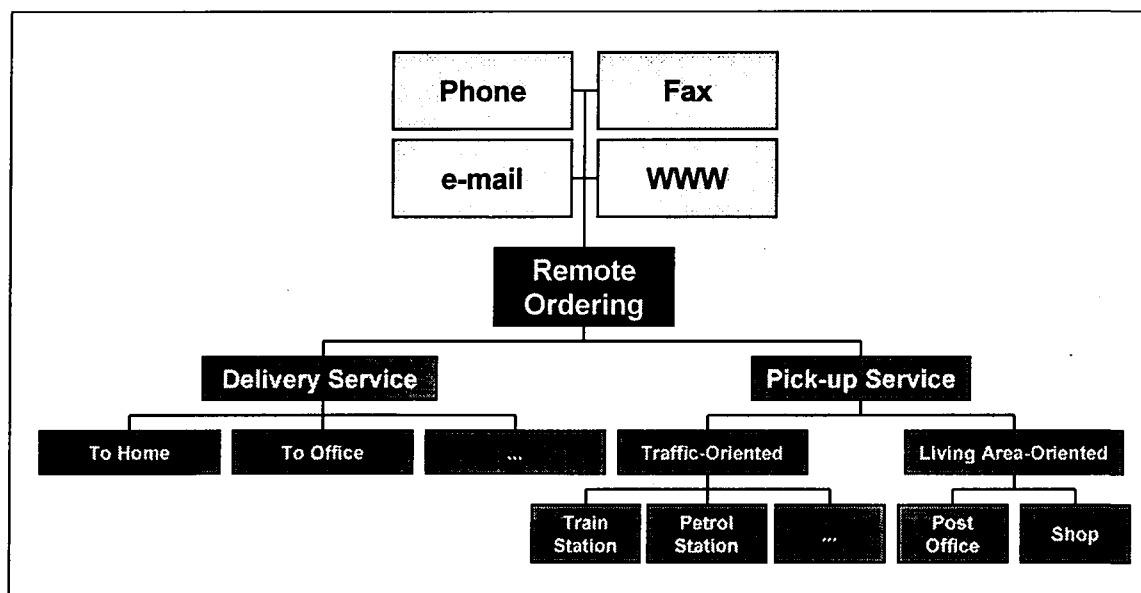 Phone
Fax
e-mail
WWW
Remote
Ordering
Delivery Service
Pick-up Service
To Home
To Office
...
Traffic-Oriented
Living Area-Oriented
Train
Station
Petrol
Station
...
Post
Office
Shop